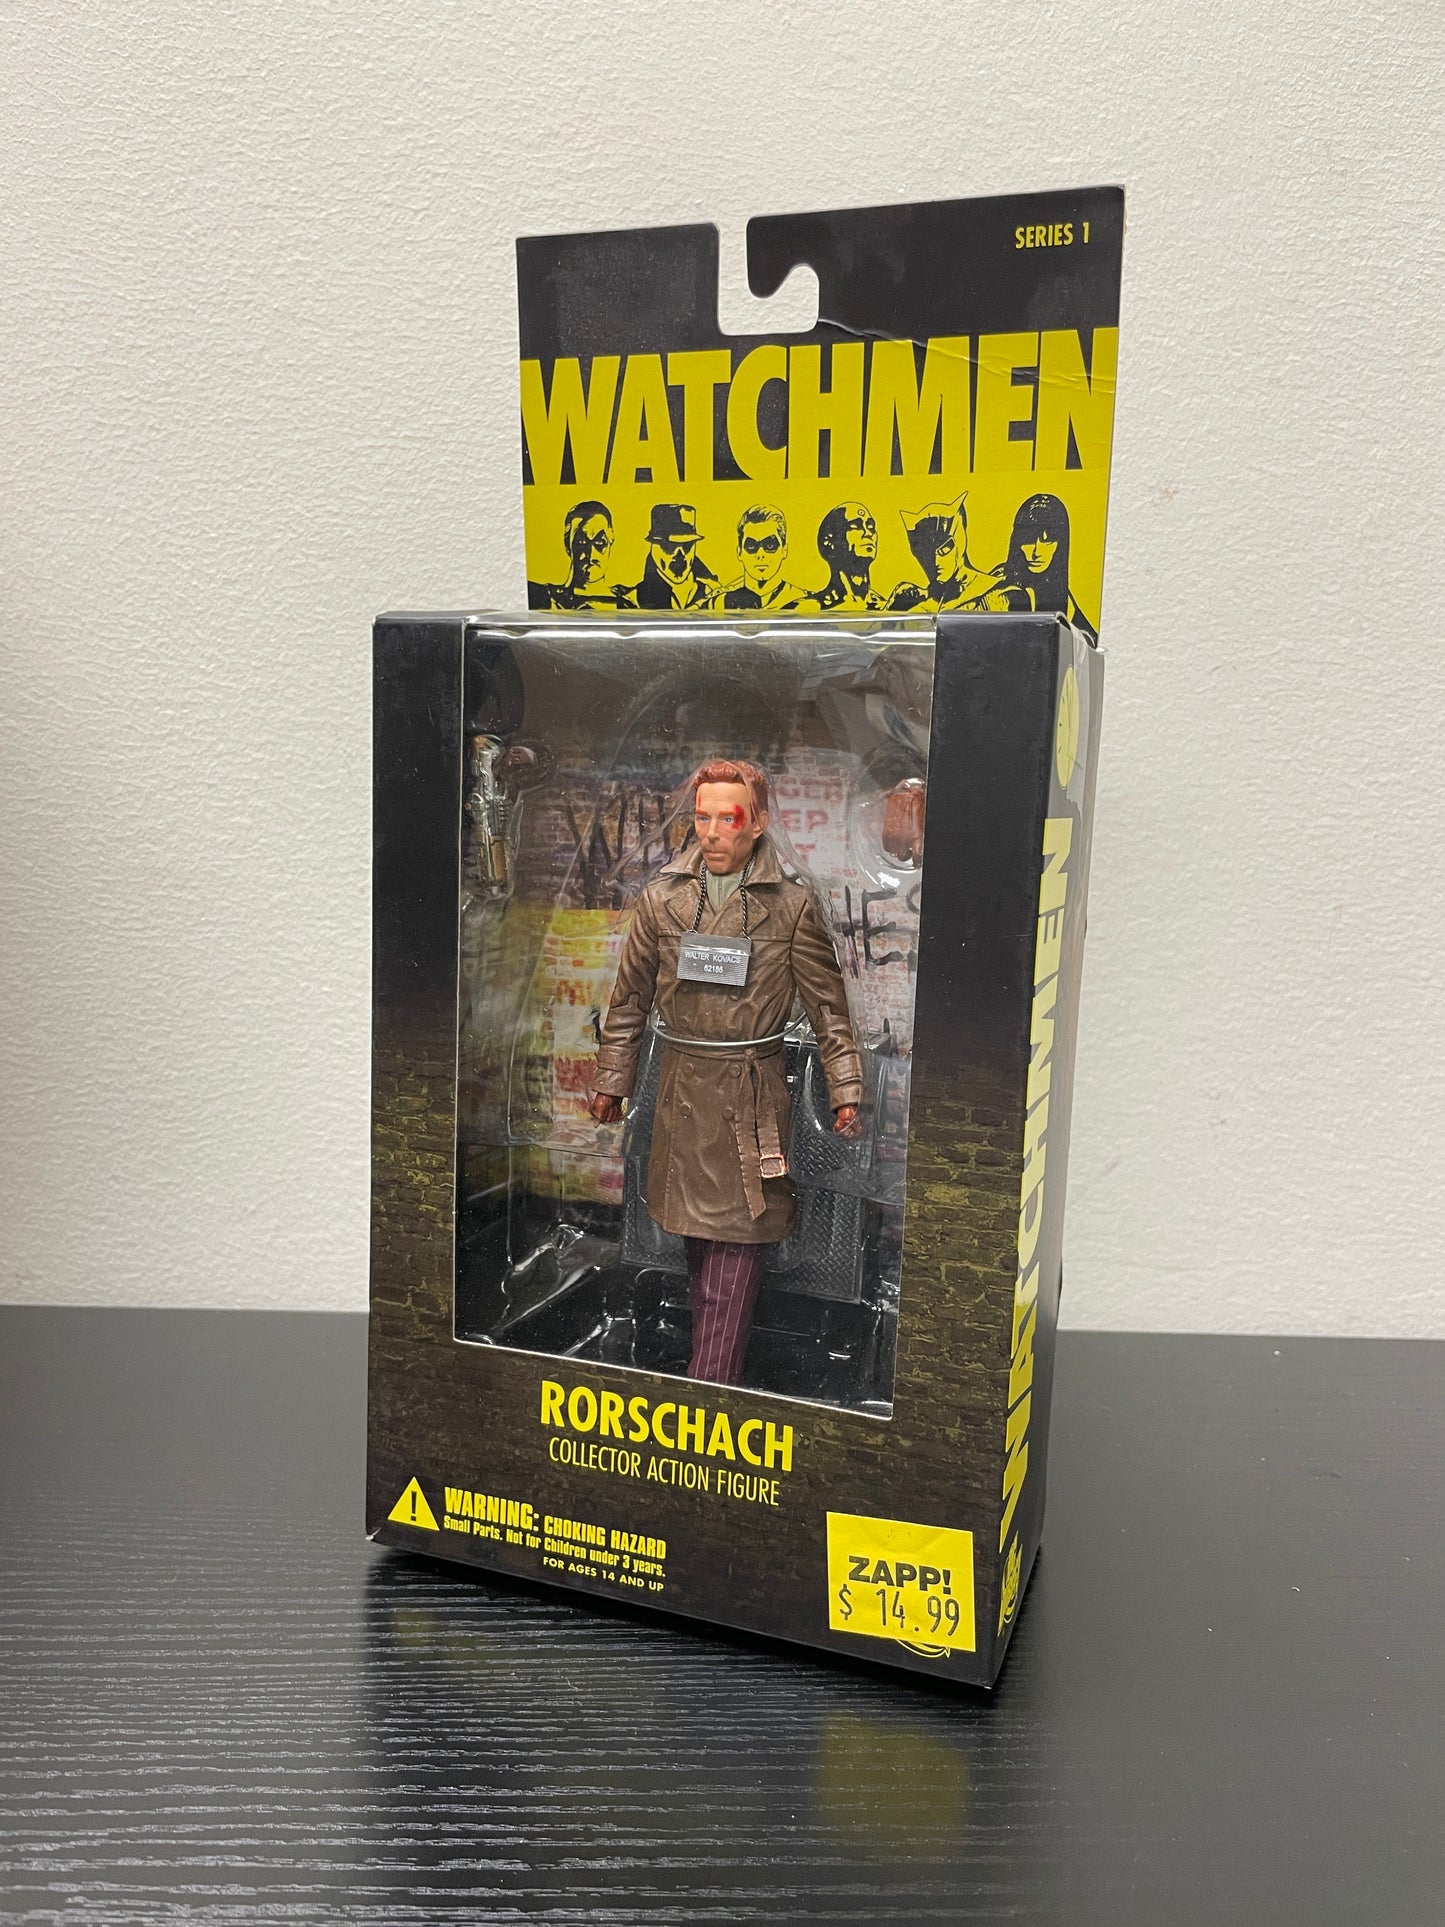 SERIES 1
WATCHMEN
WALTER KOVACS
62186
RORSCHACH
COLLECTOR ACTION FIGURE
WARNING: CHOKING HAZARD
Small Parts. Not for Children under 3 years.
FOR AGES 14 AND UP
ZAPP!
$ 14.99
WATCHMEN